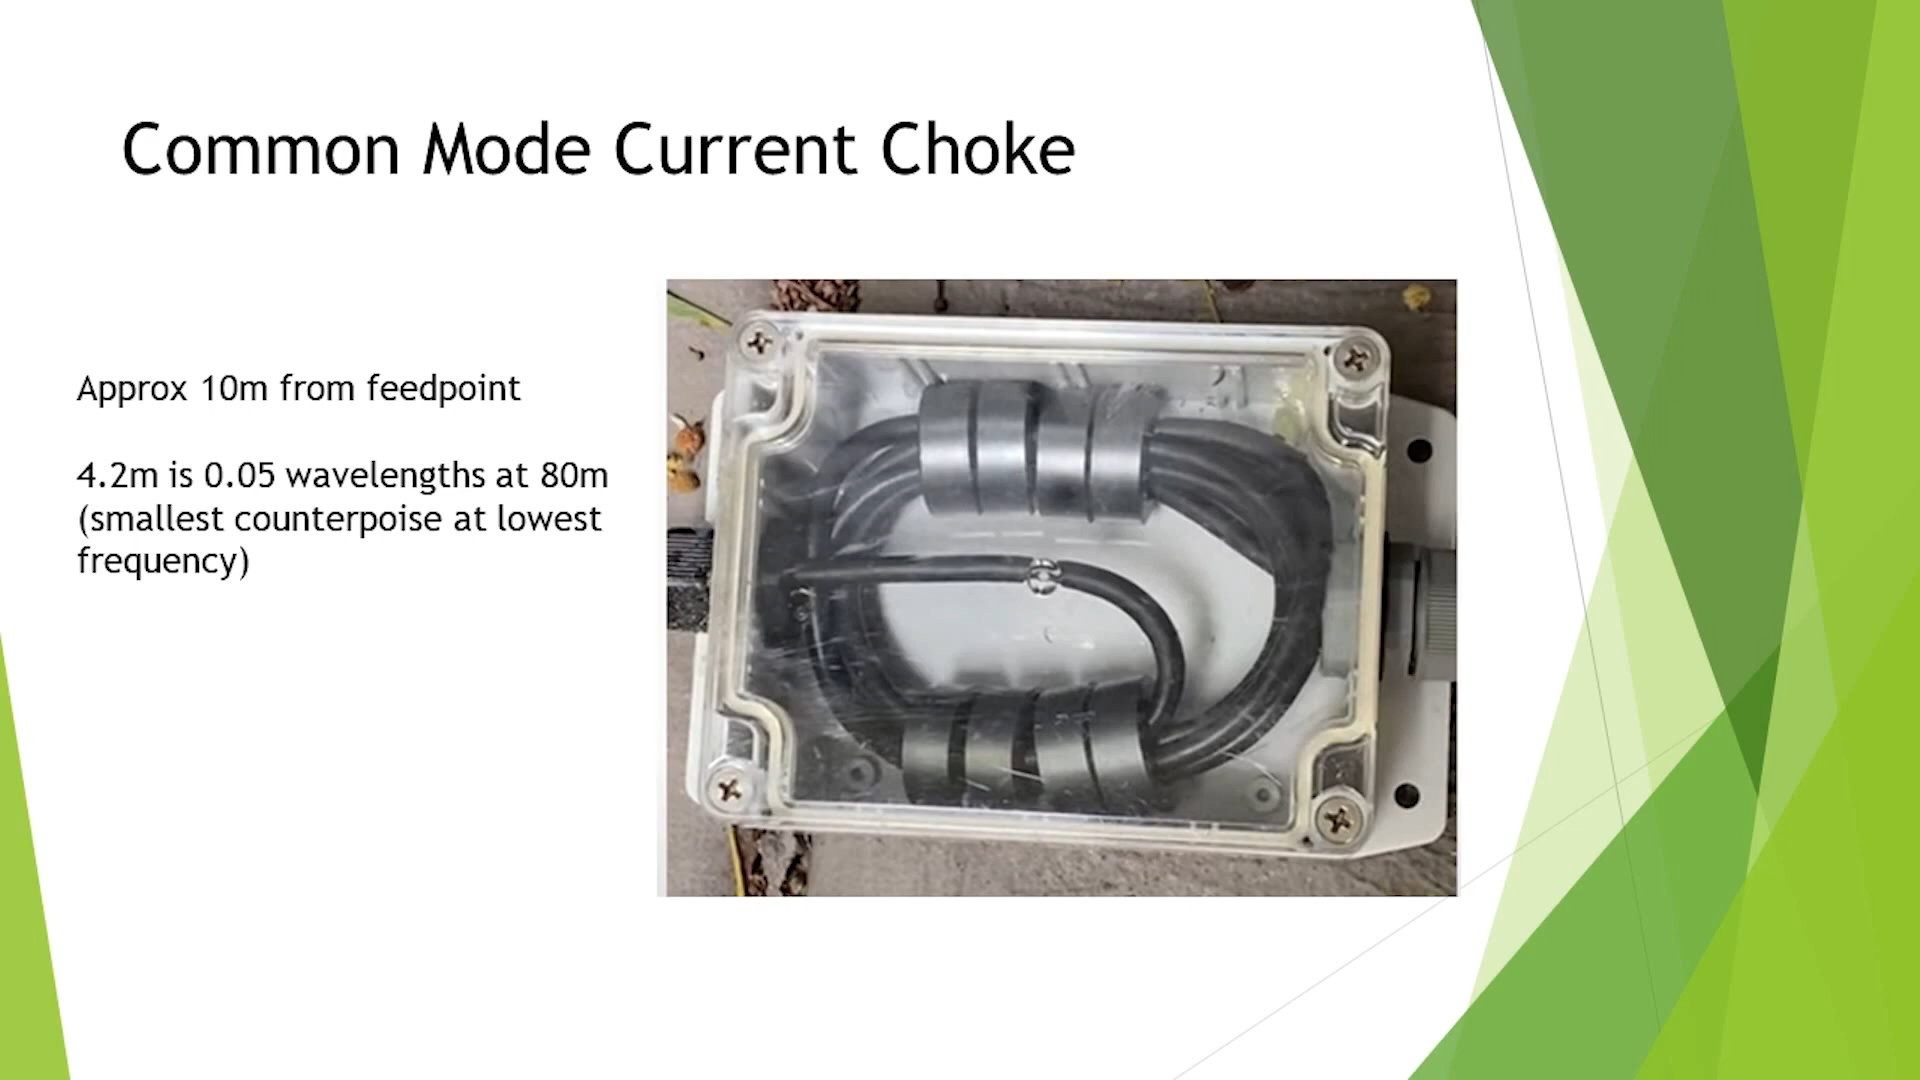 Common Mode Current Choke
Approx 10m from feedpoint
4.2m is 0.05 wavelengths at 80m
(smallest counterpoise at lowest
frequency)